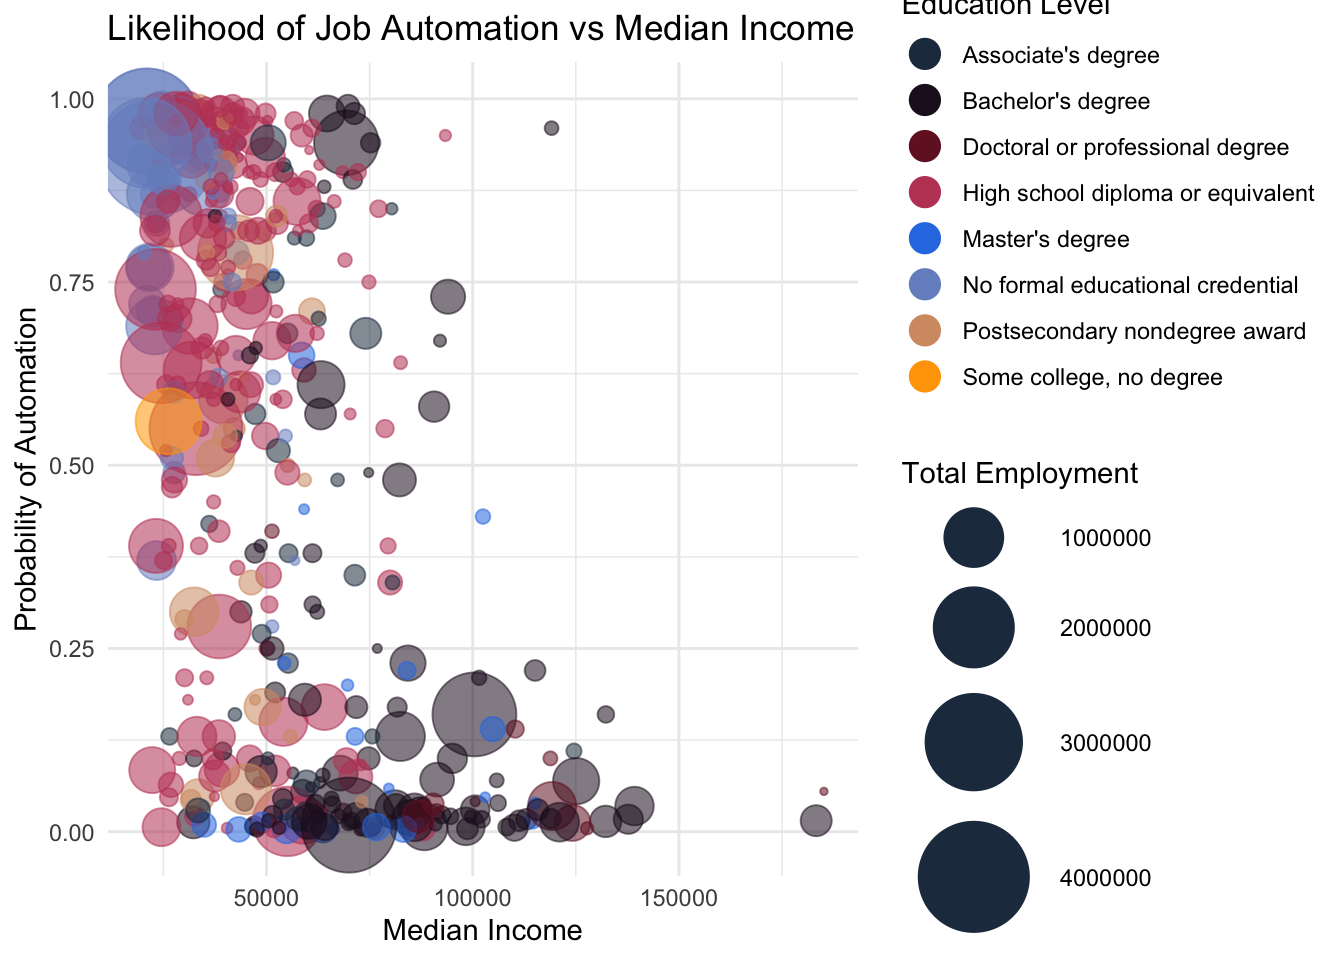 Likelihood of Job Automation vs Median Income
Probability of Automation
1.00
0.75
0.50
0.25
0.00
50000
100000
150000
Median Income
Education Level
Associate's degree
Bachelor's degree
Doctoral or professional degree
High school diploma or equivalent
Master's degree
No formal educational credential
Postsecondary nondegree award
Some college, no degree
Total Employment
1000000
2000000
3000000
4000000